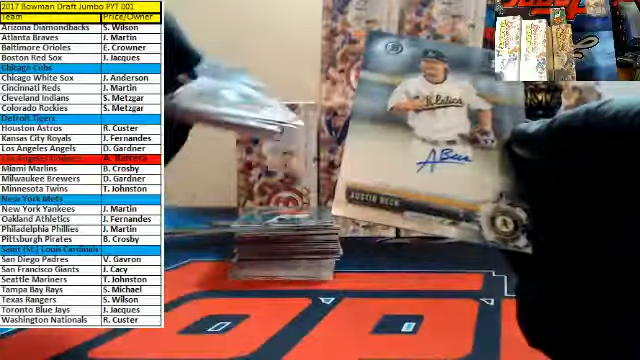 2017 Bowman Draft Jumbo PYT 001
Team Price/Owner
Arizona Diamondbacks S. Wilson
Atlanta Braves J. Martin
Baltimore Orioles E. Crowner
Boston Red Sox J. Jacques
Chicago Cubs
Chicago White Sox J. Anderson
Cincinnati Reds J. Martin
Cleveland Indians S. Metzgar
Colorado Rockies S. Metzgar
Detroit Tigers
Houston Astros R. Custer
Kansas City Royals J. Fernandes
Los Angeles Angels D. Gardner
Los Angeles Dodgers A. Barrera
Miami Marlins B. Crosby
Milwaukee Brewers D. Gardner
Minnesota Twins T. Johnston
New York Mets
New York Yankees J. Martin
Oakland Athletics J. Fernandes
Philadelphia Phillies J. Martin
Pittsburgh Pirates B. Crosby
Saint (St.) Louis Cardinals
San Diego Padres V. Gavron
San Francisco Giants J. Cacy
Seattle Mariners T. Johnston
Tampa Bay Rays S. Michael
Texas Rangers S. Wilson
Toronto Blue Jays J. Jacques
Washington Nationals R. Custer
Athletics
A Beck
AUSTIN BECK